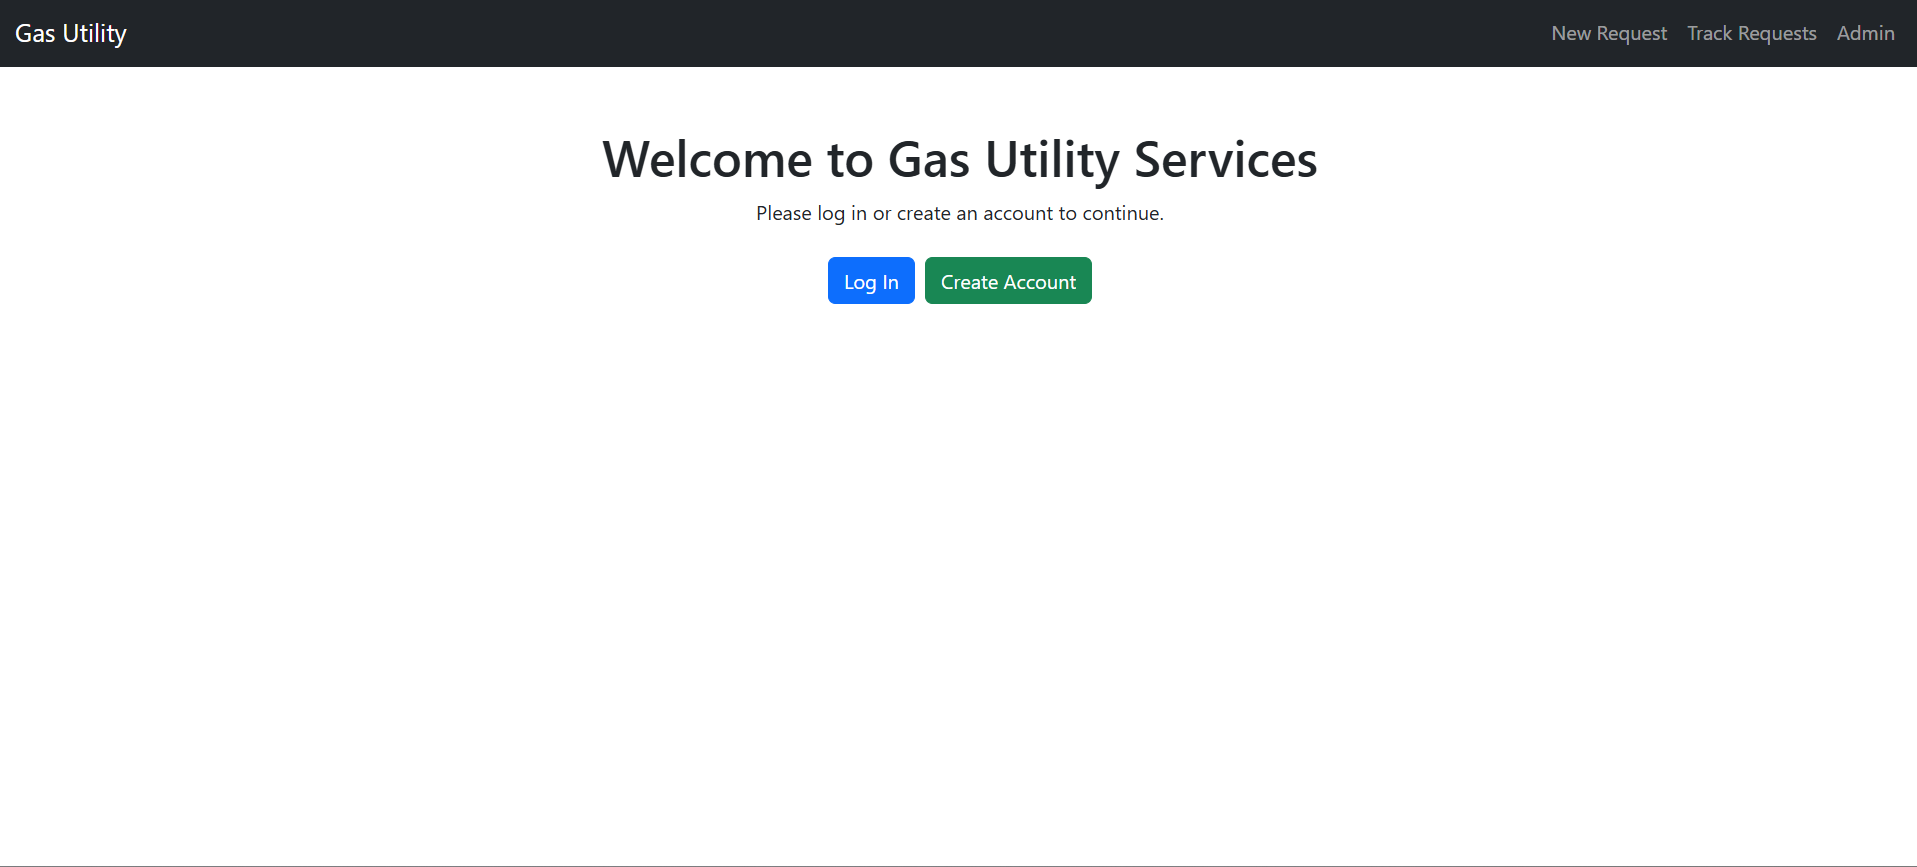 Gas Utility New Request Track Requests Admin
Welcome to Gas Utility Services
Please log in or create an account to continue.
Log In Create Account